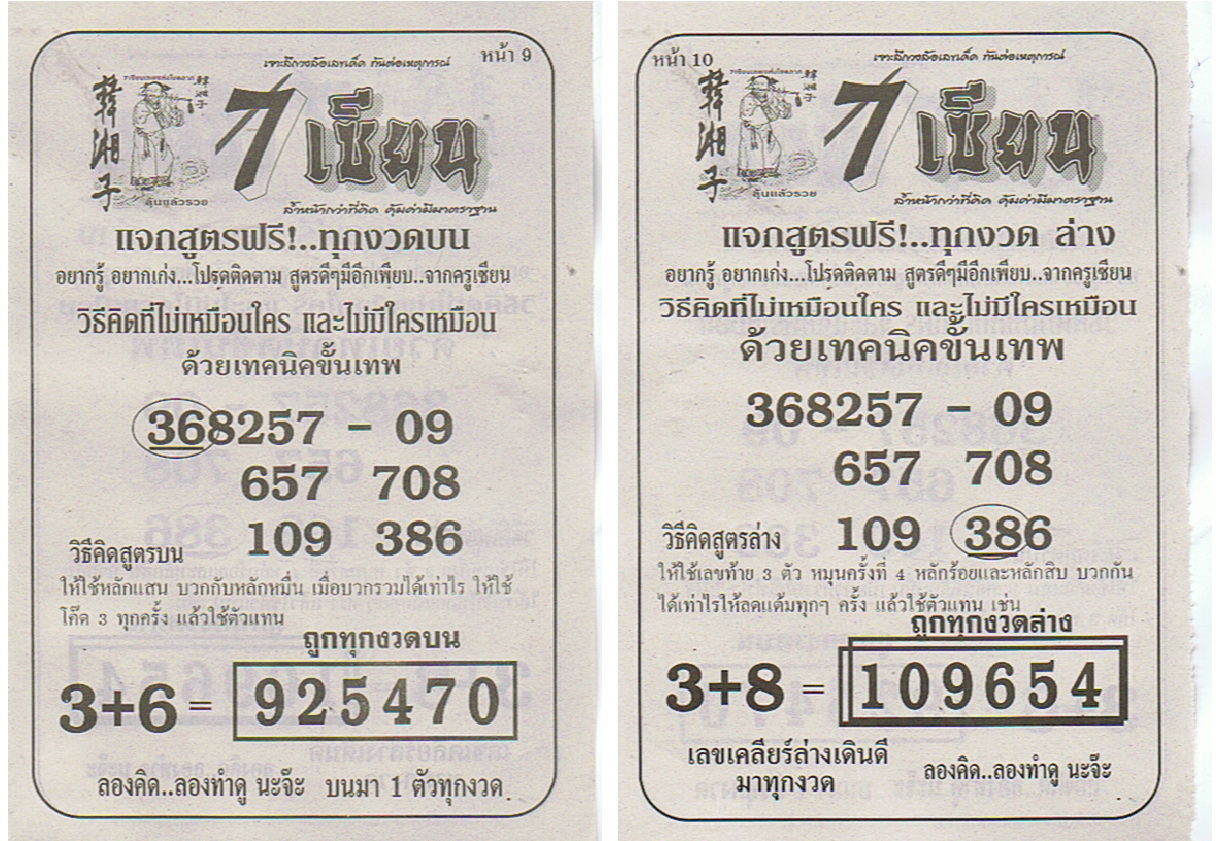 หน้า 9
เจาะลึกวงล้อเลขเด็ด ทันต่อเหตุการณ์
韓湘子
7 เซียน
ลุ้นแล้วรวย
ล้ำหน้ากว่าที่คิด คุ้มค่ามีมาตราฐาน
แจกสูตรฟรี!..ทุกงวดบน
อยากรู้ อยากเก่ง...โปรดติดตาม สูตรดีๆมีอีกเพียบ..จากครูเซียน
วิธีคิดที่ไม่เหมือนใคร และไม่มีใครเหมือน
ด้วยเทคนิคขั้นเทพ
368257 - 09
657 708
109 386
วิธีคิดสูตรบน
ให้ใช้หลักแสน บวกกับหลักหมื่น เมื่อบวกรวมได้เท่าไร ให้ใช้
โค๊ด 3 ทุกครั้ง แล้วใช้ตัวแทน
ถูกทุกงวดบน
3+6 = 925470
ลองคิด..ลองทำดู นะจ๊ะ บนมา 1 ตัวทุกงวด
หน้า 10
เจาะลึกวงล้อเลขเด็ด ทันต่อเหตุการณ์
韓湘子
7 เซียน
ลุ้นแล้วรวย
ล้ำหน้ากว่าที่คิด คุ้มค่ามีมาตราฐาน
แจกสูตรฟรี!..ทุกงวด ล่าง
อยากรู้ อยากเก่ง...โปรดติดตาม สูตรดีๆมีอีกเพียบ..จากครูเซียน
วิธีคิดที่ไม่เหมือนใคร และไม่มีใครเหมือน
ด้วยเทคนิคขั้นเทพ
368257 - 09
657 708
109 386
วิธีคิดสูตรล่าง
ให้ใช้เลขท้าย 3 ตัว หมุนครั้งที่ 4 หลักร้อยและหลักสิบ บวกกัน
ได้เท่าไรให้ลดแต้มทุกๆ ครั้ง แล้วใช้ตัวแทน เช่น
ถูกทุกงวดล่าง
3+8 = 109654
เลขเคลียร์ล่างเดินดี
มาทุกงวด
ลองคิด..ลองทำดู นะจ๊ะ